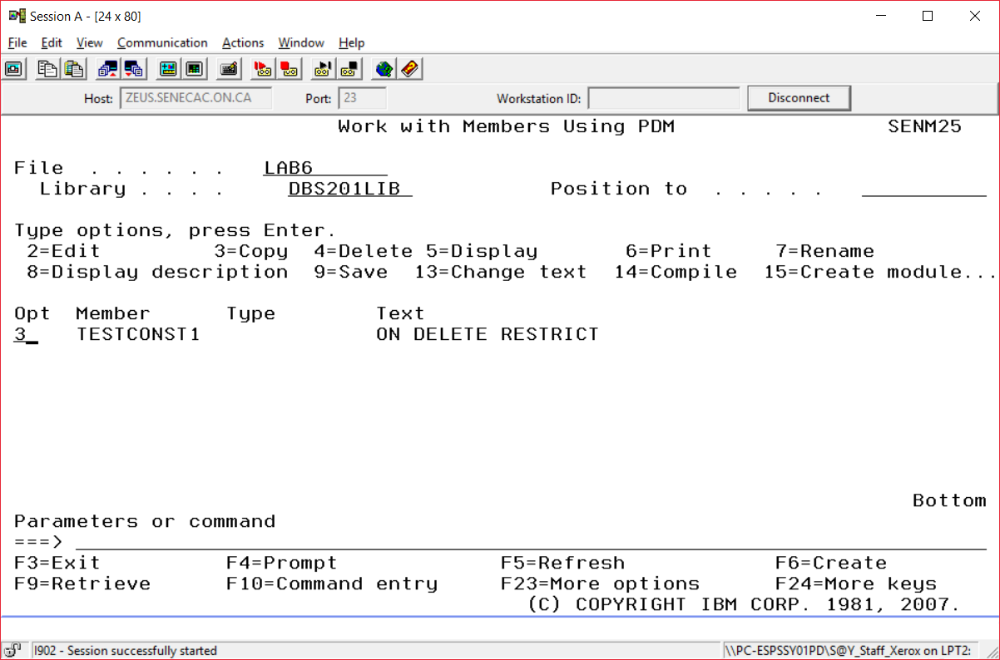 Session A - [24 x 80]
File Edit View Communication Actions Window Help
Host: ZEUS.SENECAC.ON.CA Port: 23 Workstation ID: Disconnect
Work with Members Using PDM SENM25
File . . . . . . LAB6
Library . . . . DBS201LIB Position to . . . . .
Type options, press Enter.
2=Edit 3=Copy 4=Delete 5=Display 6=Print 7=Rename
8=Display description 9=Save 13=Change text 14=Compile 15=Create module...
Opt Member Type Text
3 TESTCONST1 ON DELETE RESTRICT
Bottom
Parameters or command
===>
F3=Exit F4=Prompt F5=Refresh F6=Create
F9=Retrieve F10=Command entry F23=More options F24=More keys
(C) COPYRIGHT IBM CORP. 1981, 2007.
I902 - Session successfully started \\PC-ESPSSY01PD\S@Y_Staff_Xerox on LPT2: